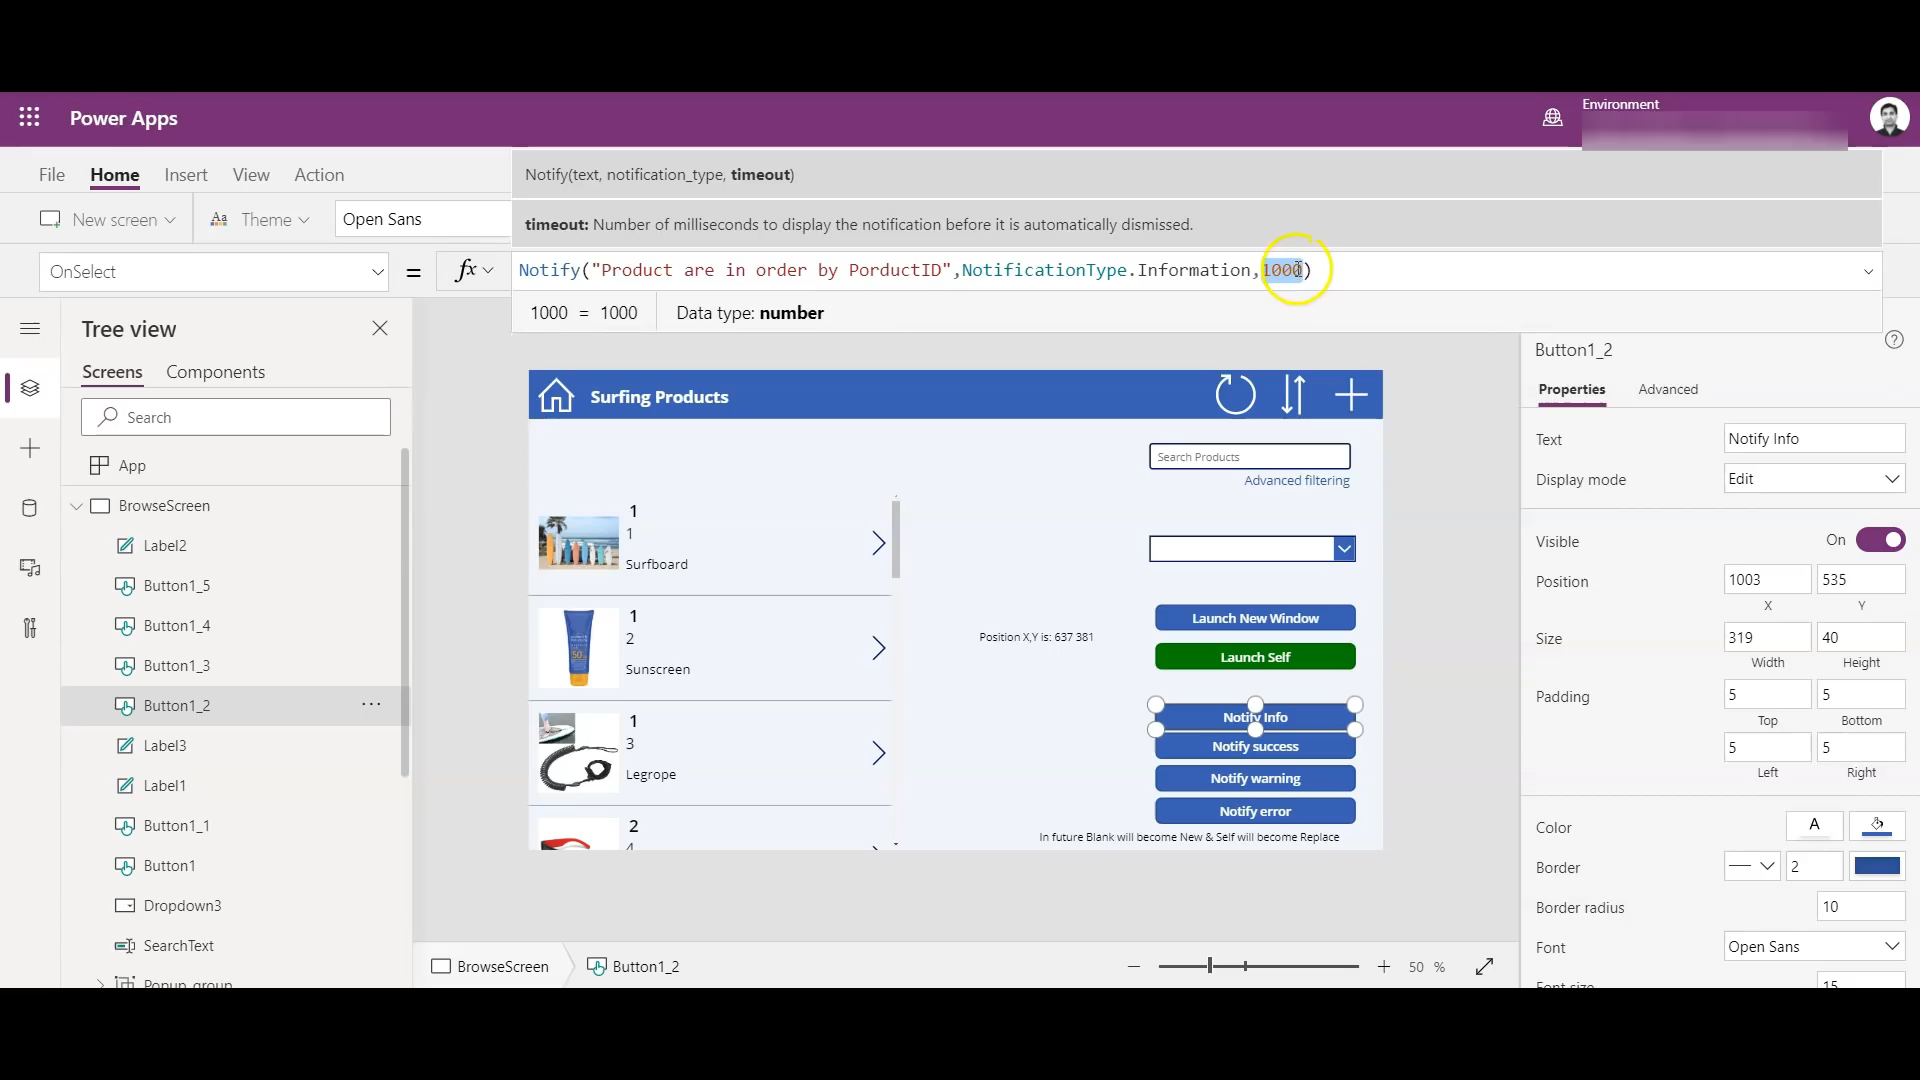 Power Apps
Environment
File Home Insert View Action
Notify(text, notification_type, timeout)
New screen Theme Open Sans
timeout: Number of milliseconds to display the notification before it is automatically dismissed.
OnSelect = fx Notify("Product are in order by PorductID",NotificationType.Information,1000)
1000 = 1000 Data type: number
Tree view
Screens Components
Search
App
BrowseScreen
Label2
Button1_5
Button1_4
Button1_3
Button1_2 ...
Label3
Label1
Button1_1
Button1
Dropdown3
SearchText
Popup_group
Surfing Products
Search Products
Advanced filtering
1
1
Surfboard
1
2
Sunscreen
1
3
Legrope
2
4
Position X,Y is: 637 381
Launch New Window
Launch Self
Notify Info
Notify success
Notify warning
Notify error
In future Blank will become New & Self will become Replace
BrowseScreen Button1_2
50 %
Button1_2
Properties Advanced
Text Notify Info
Display mode Edit
Visible On
Position 1003 535
X Y
Size 319 40
Width Height
Padding 5 5
Top Bottom
5 5
Left Right
Color A
Border 2
Border radius 10
Font Open Sans
Font size 15